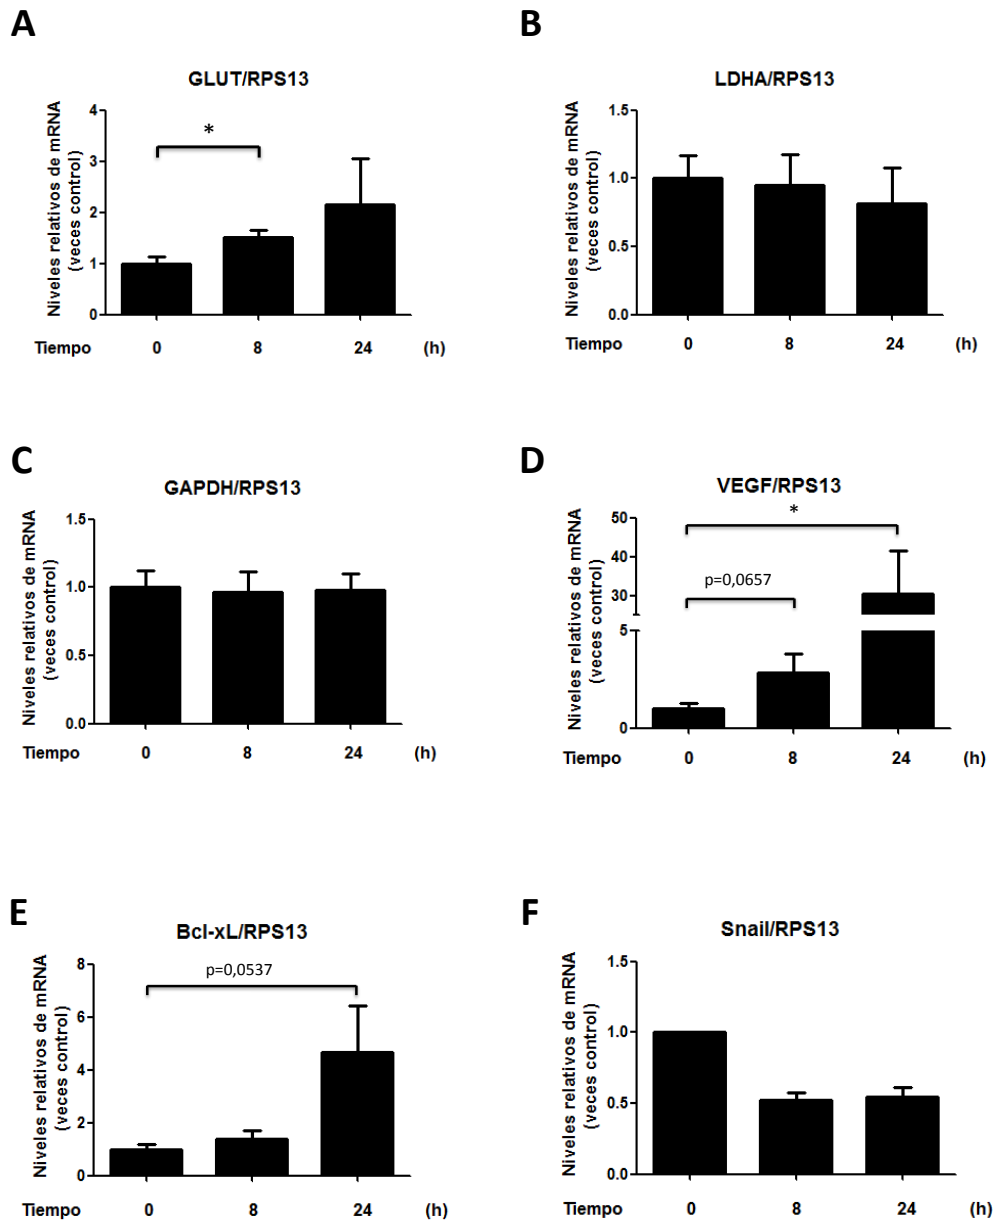 A
GLUT/RPS13
Niveles relativos de mRNA
(veces control)
4
3
2
1
0
*
Tiempo 0 8 24 (h)
B
LDHA/RPS13
Niveles relativos de mRNA
(veces control)
1.5
1.0
0.5
0.0
Tiempo 0 8 24 (h)
C
GAPDH/RPS13
Niveles relativos de mRNA
(veces control)
1.5
1.0
0.5
0.0
Tiempo 0 8 24 (h)
D
VEGF/RPS13
Niveles relativos de mRNA
(veces control)
50
40
30
5
0
*
p=0,0657
Tiempo 0 8 24 (h)
E
Bcl-xL/RPS13
Niveles relativos de mRNA
(veces control)
8
6
4
2
0
p=0,0537
Tiempo 0 8 24 (h)
F
Snail/RPS13
Niveles relativos de mRNA
(veces control)
1.5
1.0
0.5
0.0
Tiempo 0 8 24 (h)